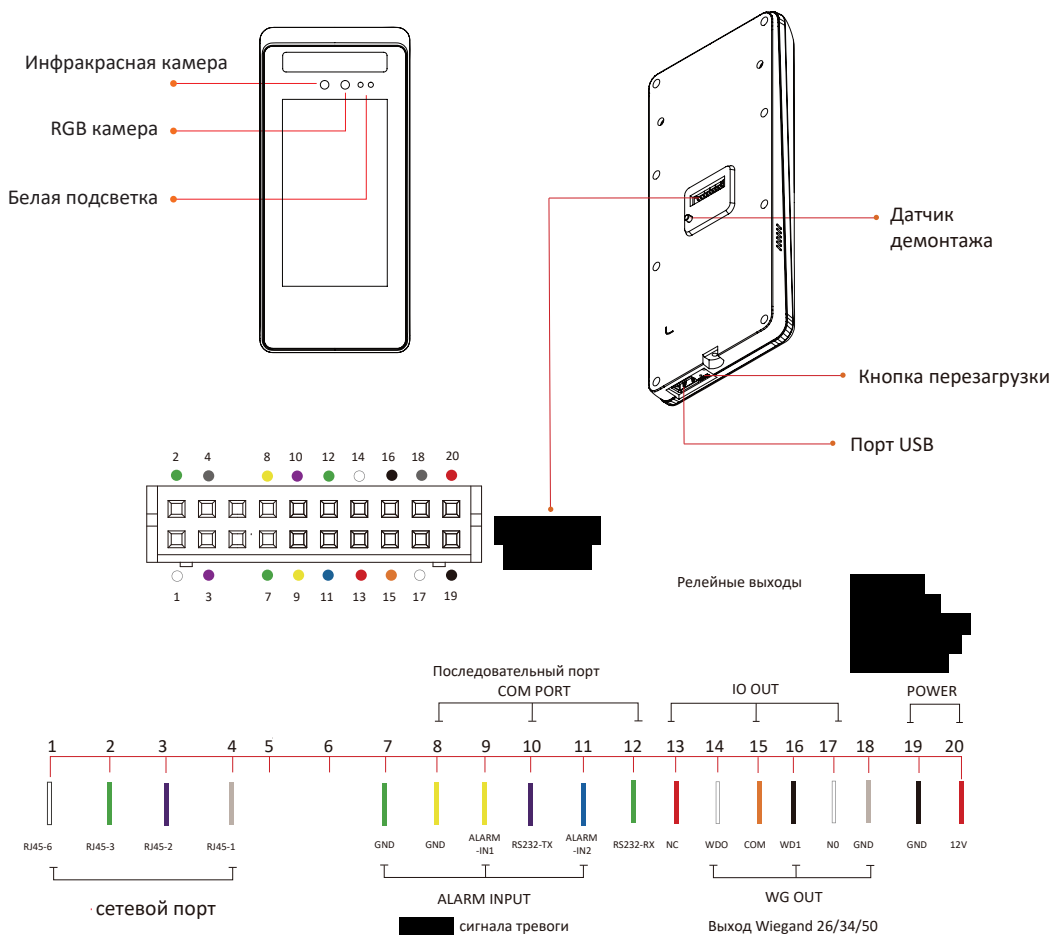 Инфракрасная камера
RGB камера
Белая подсветка
Датчик
демонтажа
Кнопка перезагрузки
Порт USB
2 4 8 10 12 14 16 18 20
1 3 7 9 11 13 15 17 19
Релейные выходы
Последовательный порт
COM PORT IO OUT POWER
1 2 3 4 5 6 7 8 9 10 11 12 13 14 15 16 17 18 19 20
RJ45-6 RJ45-3 RJ45-2 RJ45-1 GND GND ALARM RS232-TX ALARM RS232-RX NC WDO COM WD1 N0 GND GND 12V
-IN1 -IN2
сетевой порт
ALARM INPUT WG OUT
сигнала тревоги Выход Wiegand 26/34/50